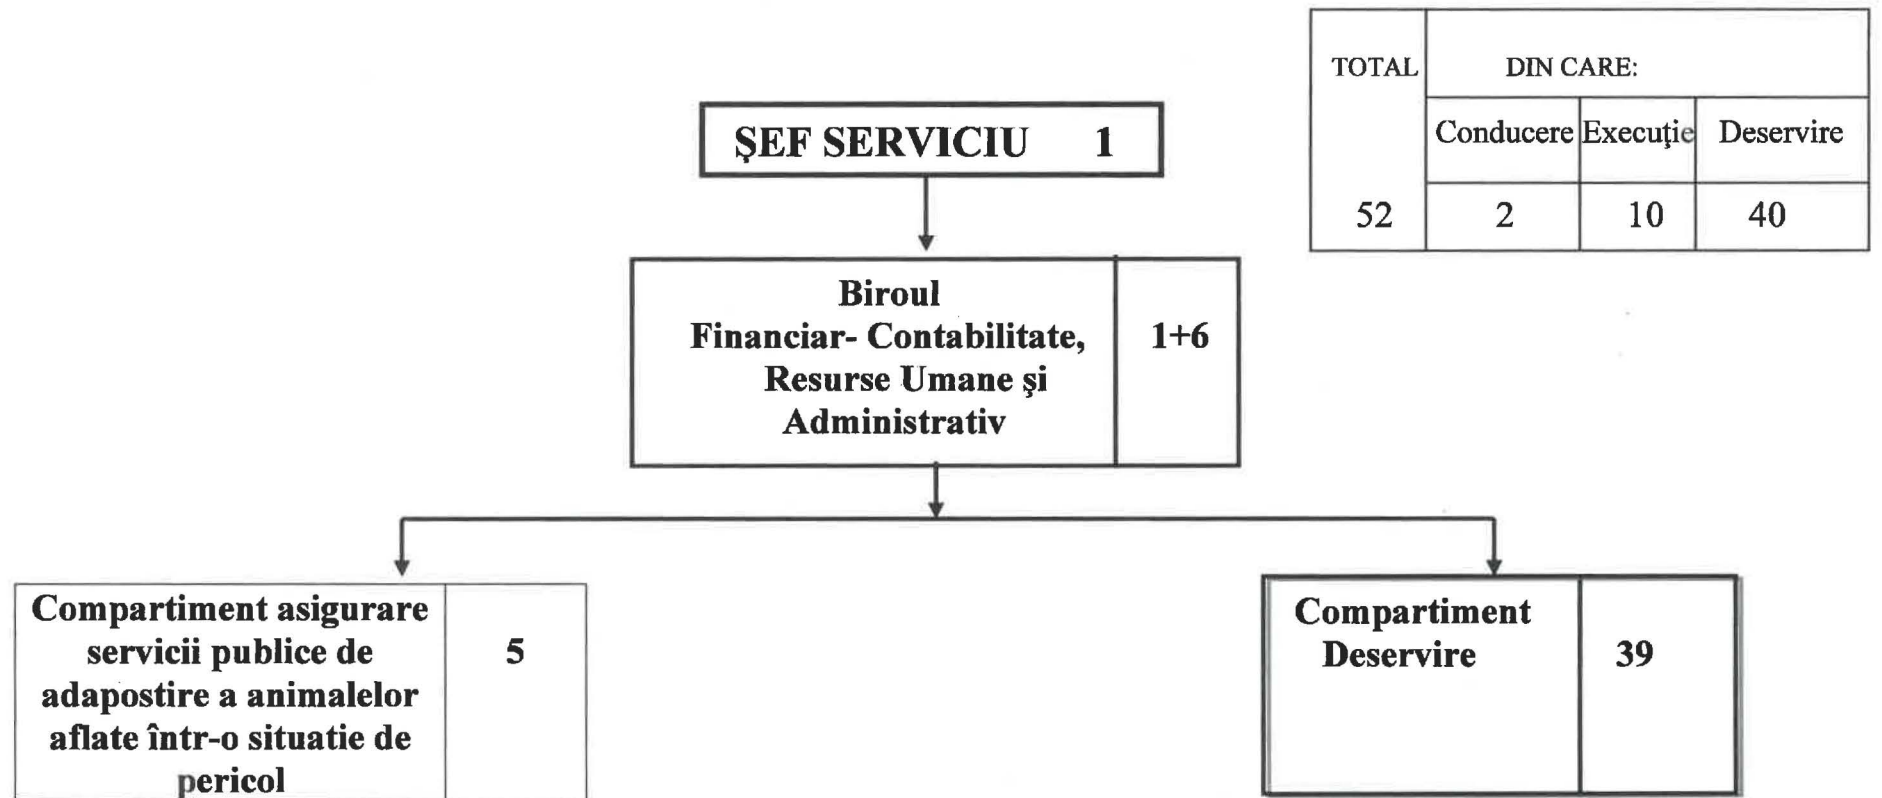 TOTAL DIN CARE:
Conducere Execuţie Deservire
52 2 10 40
ŞEF SERVICIU 1
Biroul
Financiar- Contabilitate,
Resurse Umane şi
Administrativ
1+6
Compartiment asigurare
servicii publice de
adapostire a animalelor
aflate într-o situatie de
pericol
5
Compartiment
Deservire
39